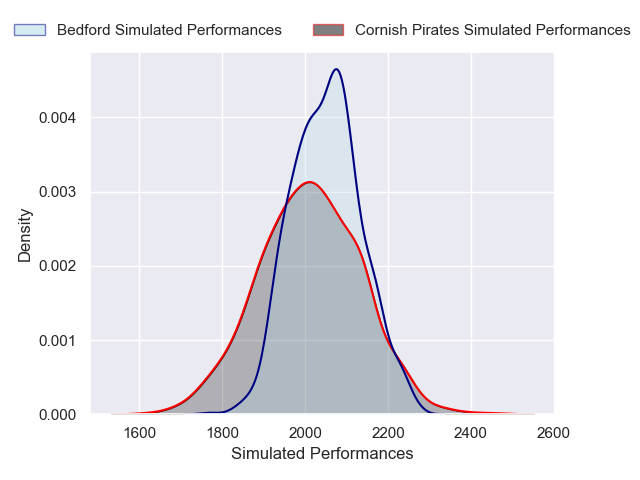 Bedford Simulated Performances
Cornish Pirates Simulated Performances
Density
0.004
0.003
0.002
0.001
0.000
1600 1800 2000 2200 2400 2600
Simulated Performances